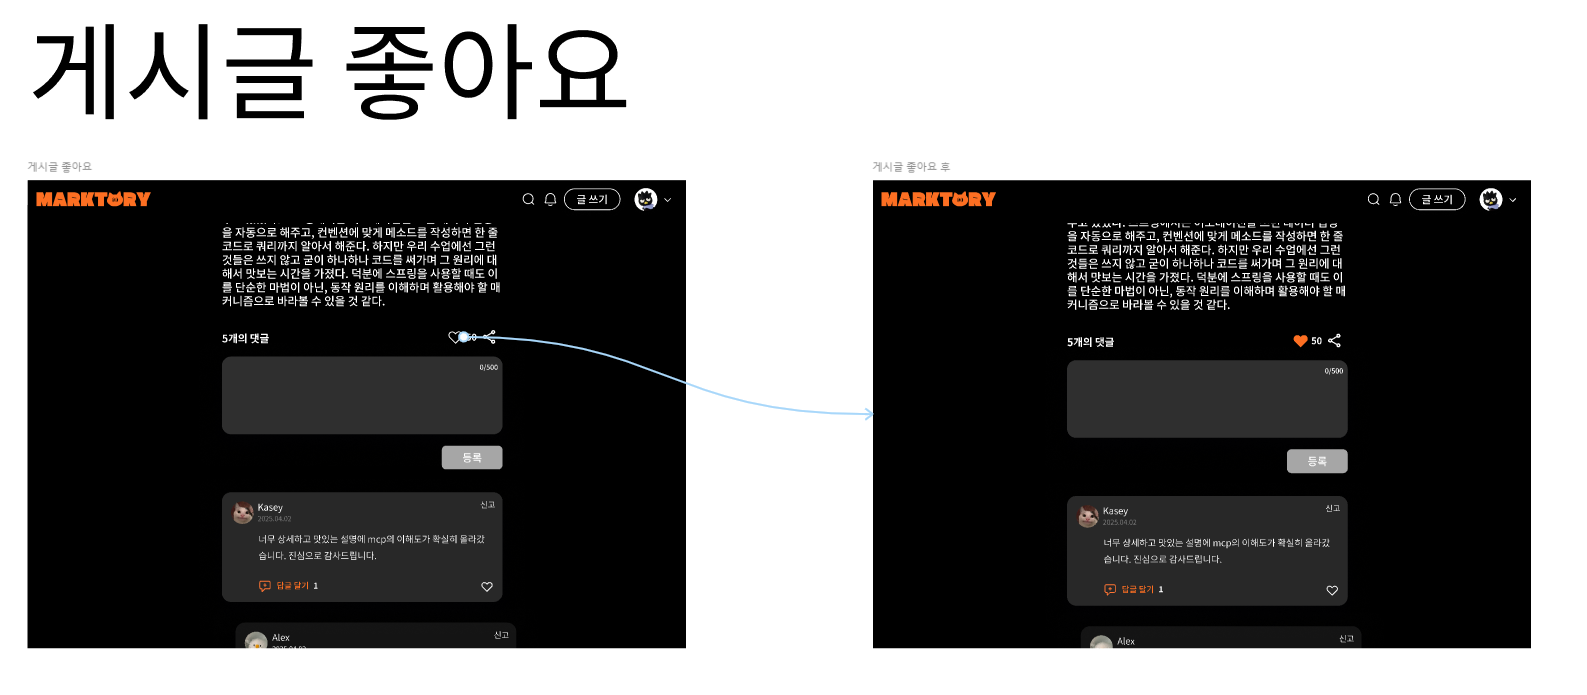 게시글 좋아요
게시글 좋아요
MARKTORY
글 쓰기
을 자동으로 해주고, 컨벤션에 맞게 메소드를 작성하면 한 줄
코드로 쿼리까지 알아서 해준다. 하지만 우리 수업에선 그런
것들은 쓰지 않고 굳이 하나하나 코드를 써가며 그 원리에 대
해서 맛보는 시간을 가졌다. 덕분에 스프링을 사용할 때도 이
를 단순한 마법이 아닌, 동작 원리를 이해하며 활용해야 할 매
커니즘으로 바라볼 수 있을 것 같다.
5개의 댓글
0/500
등록
Kasey
신고
2025.04.02
너무 상세하고 맛있는 설명에 mcp의 이해도가 확실히 올라갔
습니다. 진심으로 감사드립니다.
답글 달기 1
Alex
신고
게시글 좋아요 후
MARKTORY
글 쓰기
을 자동으로 해주고, 컨벤션에 맞게 메소드를 작성하면 한 줄
코드로 쿼리까지 알아서 해준다. 하지만 우리 수업에선 그런
것들은 쓰지 않고 굳이 하나하나 코드를 써가며 그 원리에 대
해서 맛보는 시간을 가졌다. 덕분에 스프링을 사용할 때도 이
를 단순한 마법이 아닌, 동작 원리를 이해하며 활용해야 할 매
커니즘으로 바라볼 수 있을 것 같다.
5개의 댓글
50
0/500
등록
Kasey
신고
2025.04.02
너무 상세하고 맛있는 설명에 mcp의 이해도가 확실히 올라갔
습니다. 진심으로 감사드립니다.
답글 달기 1
Alex
신고